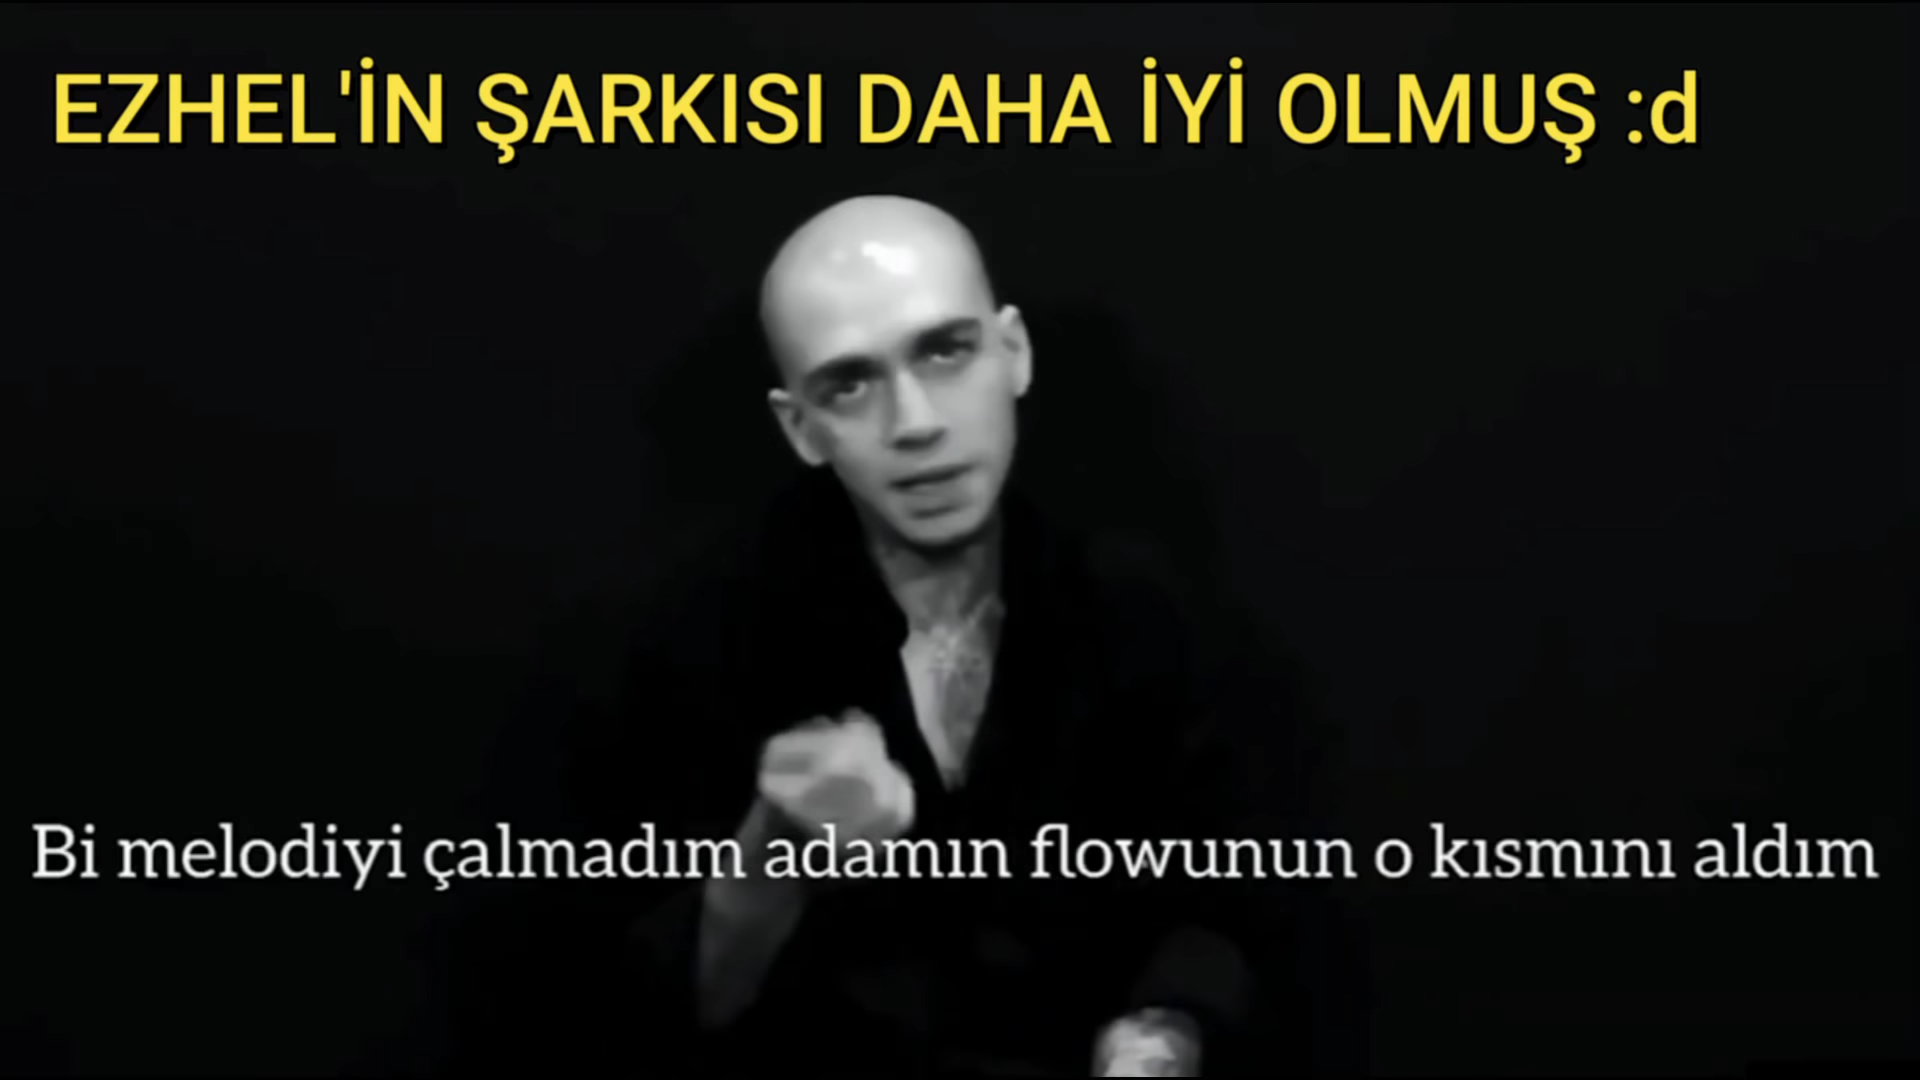 EZHEL'İN ŞARKISI DAHA İYİ OLMUŞ :d
Bi melodiyi çalmadım adamın flowunun o kısmını aldım